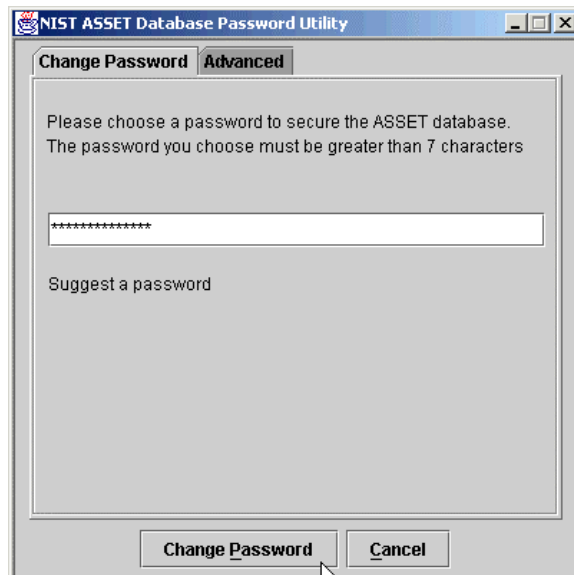 NIST ASSET Database Password Utility
Change Password Advanced
Please choose a password to secure the ASSET database.
The password you choose must be greater than 7 characters
**************
Suggest a password
Change Password Cancel